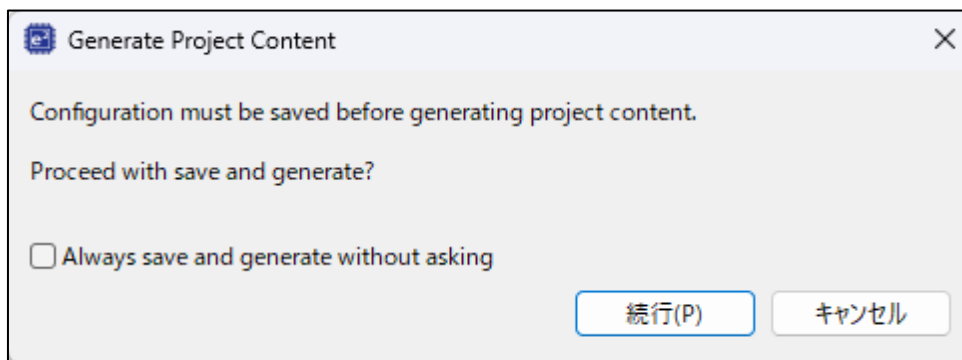 e²
Generate Project Content
Configuration must be saved before generating project content.
Proceed with save and generate?
Always save and generate without asking
続行(P)
キャンセル